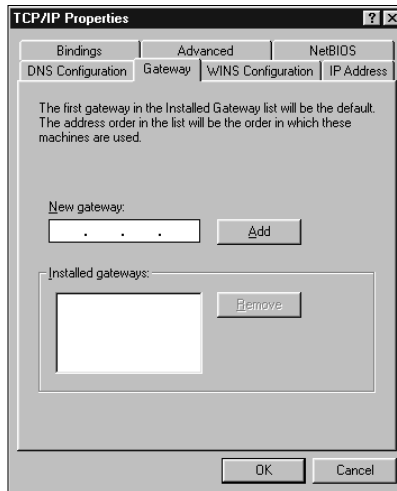 TCP/IP Properties
Bindings Advanced NetBIOS
DNS Configuration Gateway WINS Configuration IP Address
The first gateway in the Installed Gateway list will be the default.
The address order in the list will be the order in which these
machines are used.
New gateway:
. . . Add
Installed gateways:
Remove
OK Cancel